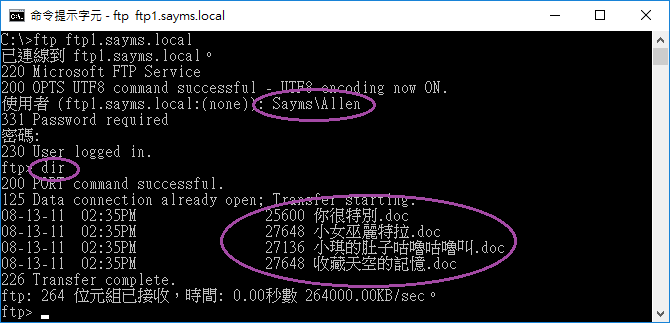 命令提示字元 - ftp ftp1.sayms.local
C:\>ftp ftp1.sayms.local
已連線到 ftp1.sayms.local。
220 Microsoft FTP Service
200 OPTS UTF8 command successful - UTF8 encoding now ON.
使用者 (ftp1.sayms.local:(none)): Sayms\Allen
331 Password required
密碼:
230 User logged in.
ftp> dir
200 PORT command successful.
125 Data connection already open; Transfer starting.
08-13-11 02:35PM 25600 你很特別.doc
08-13-11 02:35PM 27648 小女巫麗特拉.doc
08-13-11 02:35PM 27136 小琪的肚子咕嚕咕嚕叫.doc
08-13-11 02:35PM 27648 收藏天空的記憶.doc
226 Transfer complete.
ftp: 264 位元組已接收，時間: 0.00秒數 264000.00KB/sec。
ftp>